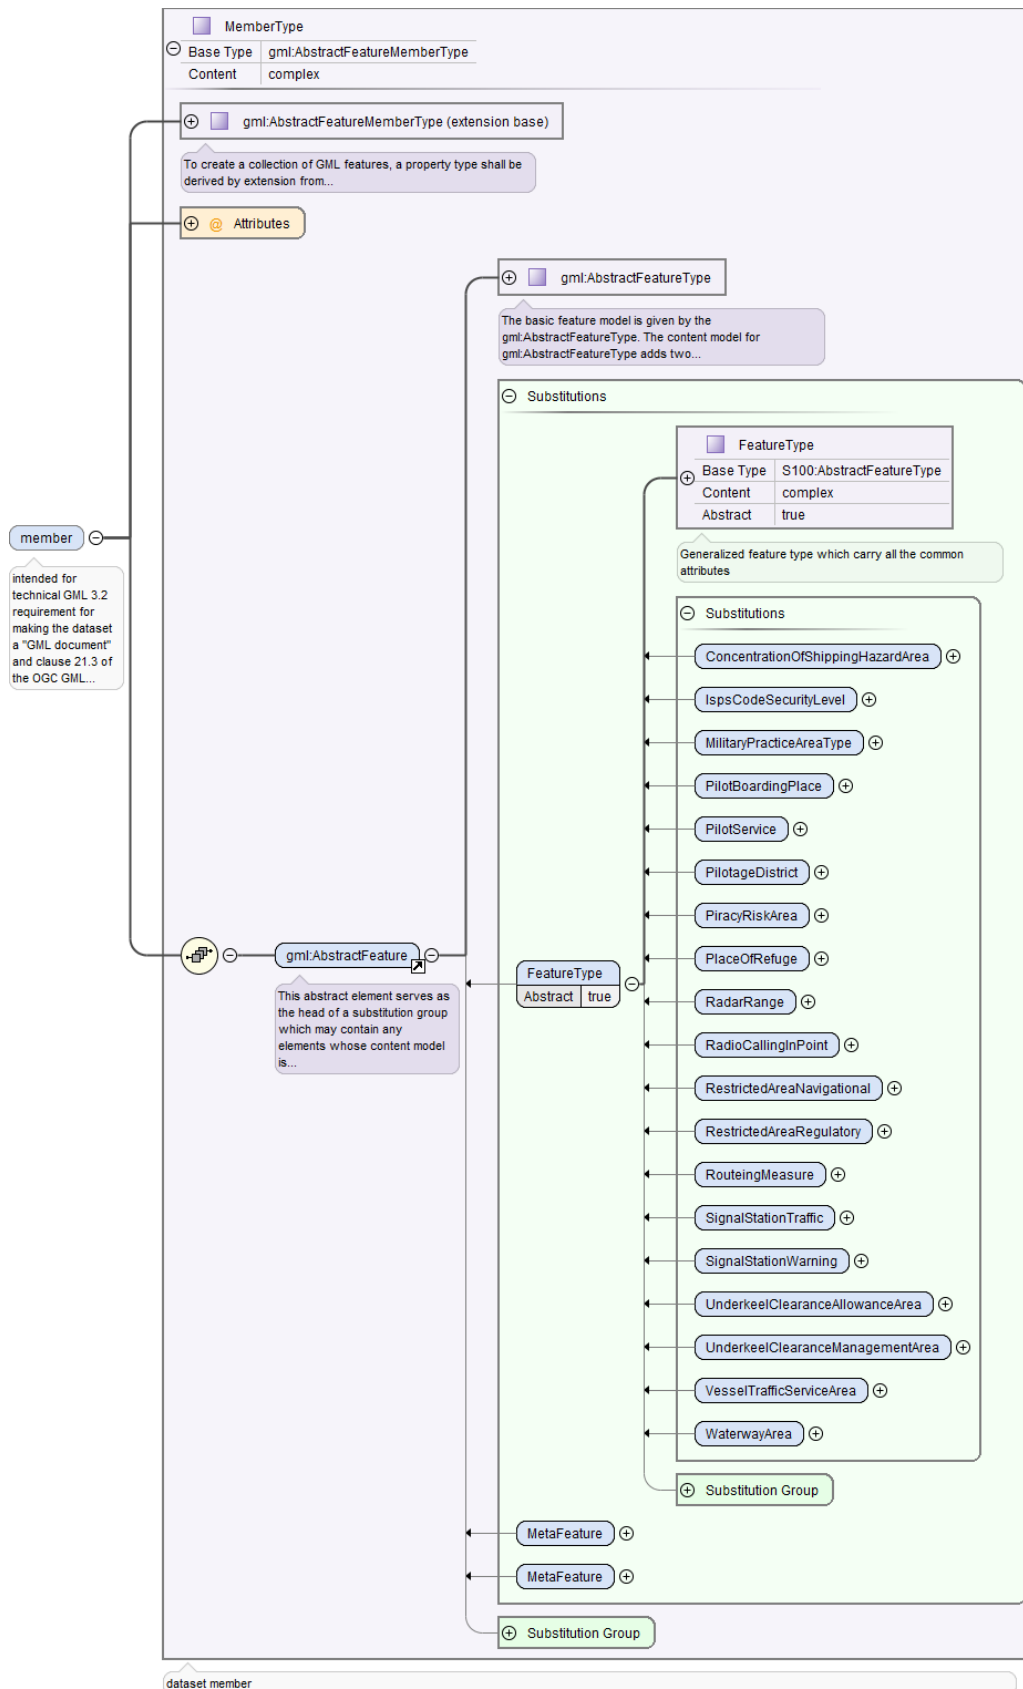 MemberType
Base Type gml:AbstractFeatureMemberType
Content complex
gml:AbstractFeatureMemberType (extension base)
To create a collection of GML features, a property type shall be
derived by extension from...
@ Attributes
gml:AbstractFeatureType
The basic feature model is given by the
gml:AbstractFeatureType. The content model for
gml:AbstractFeatureType adds two...
Substitutions
FeatureType
Base Type S100:AbstractFeatureType
Content complex
Abstract true
Generalized feature type which carry all the common
attributes
member
intended for
technical GML 3.2
requirement for
making the dataset
a "GML document"
and clause 21.3 of
the OGC GML...
Substitutions
ConcentrationOfShippingHazardArea
IspsCodeSecurityLevel
MilitaryPracticeAreaType
PilotBoardingPlace
PilotService
PilotageDistrict
PiracyRiskArea
PlaceOfRefuge
gml:AbstractFeature
This abstract element serves as
the head of a substitution group
which may contain any
elements whose content model
is...
FeatureType
Abstract true
RadarRange
RadioCallingInPoint
RestrictedAreaNavigational
RestrictedAreaRegulatory
RouteingMeasure
SignalStationTraffic
SignalStationWarning
UnderkeelClearanceAllowanceArea
UnderkeelClearanceManagementArea
VesselTrafficServiceArea
WaterwayArea
Substitution Group
MetaFeature
MetaFeature
Substitution Group
dataset member